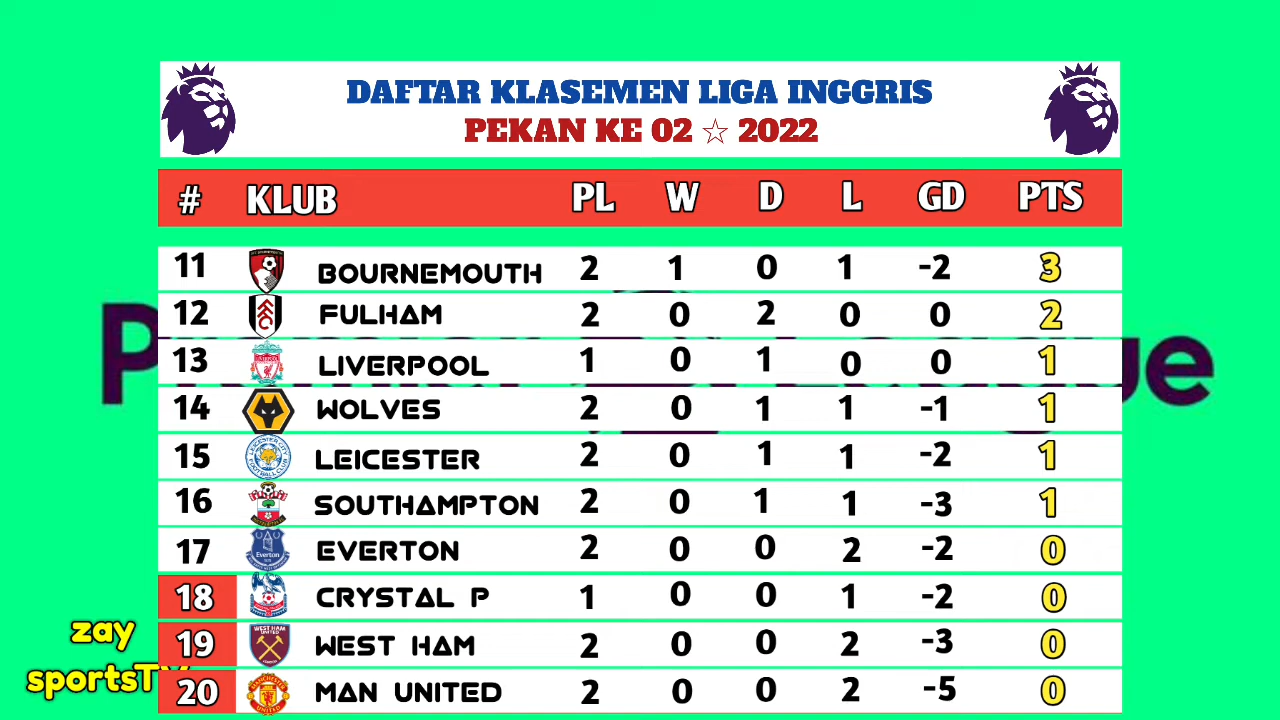 DAFTAR KLASEMEN LIGA INGGRIS
PEKAN KE 02 ☆ 2022
# KLUB PL W D L GD PTS
11 BOURNEMOUTH 2 1 0 1 -2 3
12 FULHAM 2 0 2 0 0 2
13 LIVERPOOL 1 0 1 0 0 1
14 WOLVES 2 0 1 1 -1 1
15 LEICESTER 2 0 1 1 -2 1
16 SOUTHAMPTON 2 0 1 1 -3 1
17 EVERTON 2 0 0 2 -2 0
18 CRYSTAL P 1 0 0 1 -2 0
19 WEST HAM 2 0 0 2 -3 0
20 MAN UNITED 2 0 0 2 -5 0
zay
sportsTV